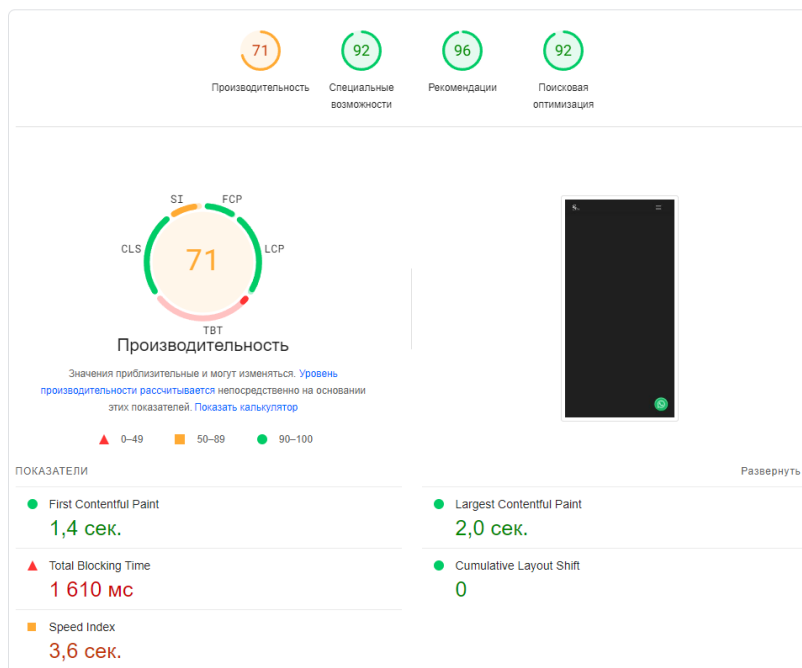 71
92
96
92
Производительность
Специальные
возможности
Рекомендации
Поисковая
оптимизация
SI
FCP
CLS
LCP
71
TBT
Производительность
Значения приблизительные и могут изменяться. Уровень
производительности рассчитывается непосредственно на основании
этих показателей. Показать калькулятор
0–49
50–89
90–100
S.
ПОКАЗАТЕЛИ
Развернуть
First Contentful Paint
1,4 сек.
Largest Contentful Paint
2,0 сек.
Total Blocking Time
1 610 мс
Cumulative Layout Shift
0
Speed Index
3,6 сек.